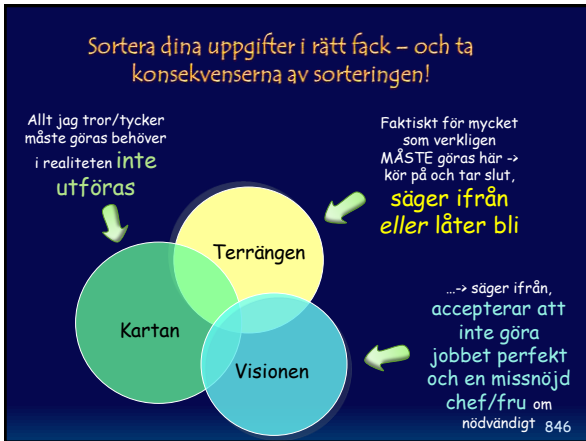 Sortera dina uppgifter i rätt fack – och ta
konsekvenserna av sorteringen!
Allt jag tror/tycker
måste göras behöver
i realiteten inte
utföras
Faktiskt för mycket
som verkligen
MÅSTE göras här ->
kör på och tar slut,
säger ifrån
eller låter bli
Terrängen
Kartan
Visionen
…-> säger ifrån,
accepterar att
inte göra
jobbet perfekt
och en missnöjd
chef/fru om
nödvändigt
846